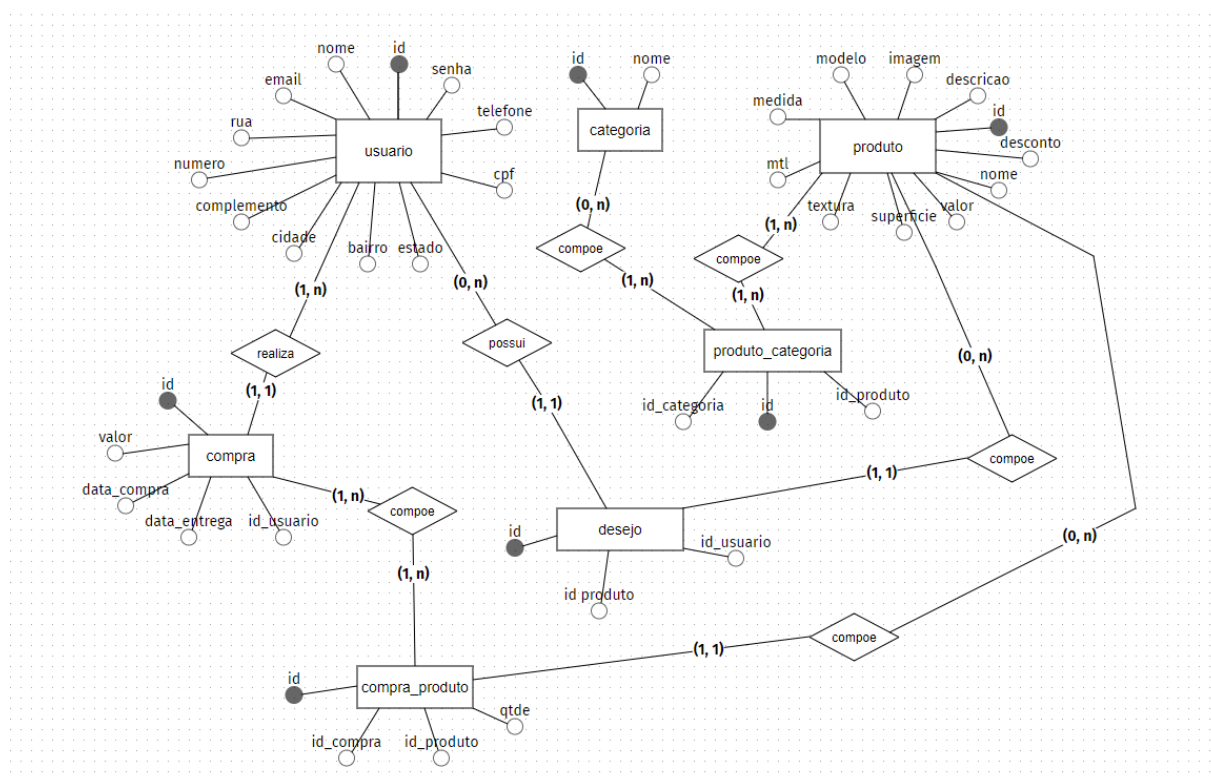 nome
id
email
senha
rua
telefone
usuario
numero
cpf
complemento
cidade
bairro
estado
id
nome
categoria
modelo
imagem
medida
descricao
id
produto
desconto
mtl
nome
textura
superficie
valor
(0, n)
(1, n)
compoe
compoe
(1, n)
(0, n)
(1, n)
(1, n)
realiza
possui
produto_categoria
(0, n)
id
(1, 1)
(1, 1)
id_categoria
id
id_produto
valor
compra
compoe
(1, 1)
data_compra
(1, n)
data_entrega
id_usuario
compoe
id
desejo
id_usuario
(0, n)
(1, n)
id produto
compoe
(1, 1)
id
compra_produto
qtde
id_compra
id_produto